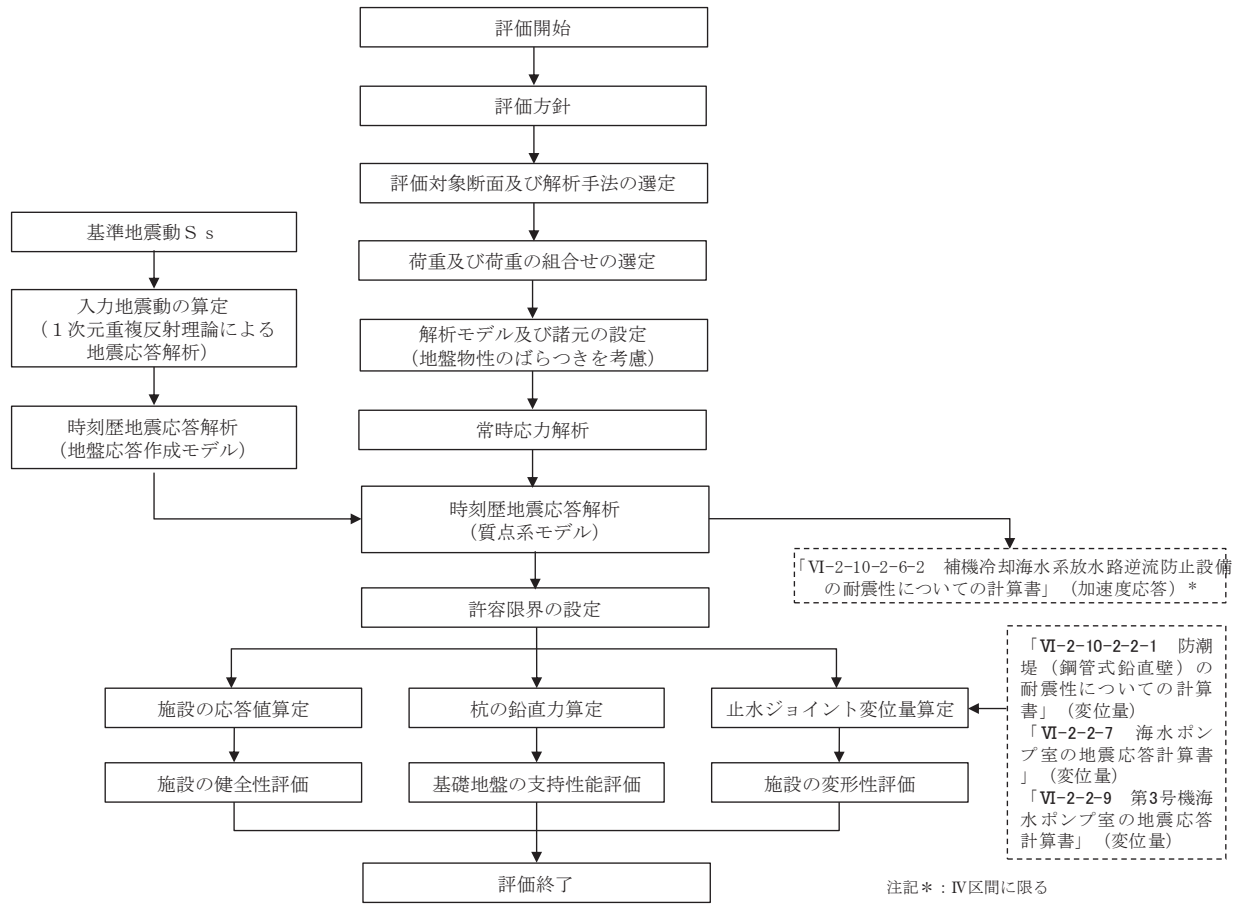 評価開始
評価方針
評価対象断面及び解析手法の選定
基準地震動Ｓｓ
荷重及び荷重の組合せの選定
入力地震動の算定
（１次元重複反射理論による
地震応答解析）
解析モデル及び諸元の設定
（地盤物性のばらつきを考慮）
時刻歴地震応答解析
（地盤応答作成モデル）
常時応力解析
時刻歴地震応答解析
（質点系モデル）
「Ⅵ-2-10-2-6-2　補機冷却海水系放水路逆流防止設備
の耐震性についての計算書」（加速度応答）＊
許容限界の設定
施設の応答値算定
杭の鉛直力算定
止水ジョイント変位量算定
「Ⅵ-2-10-2-2-1　防潮
堤（鋼管式鉛直壁）の
耐震性についての計算
書」（変位量）
「Ⅵ-2-2-7　海水ポン
プ室の地震応答計算書
」（変位量）
「Ⅵ-2-2-9　第3号機海
水ポンプ室の地震応答
計算書」（変位量）
施設の健全性評価
基礎地盤の支持性能評価
施設の変形性評価
評価終了
注記＊：Ⅳ区間に限る